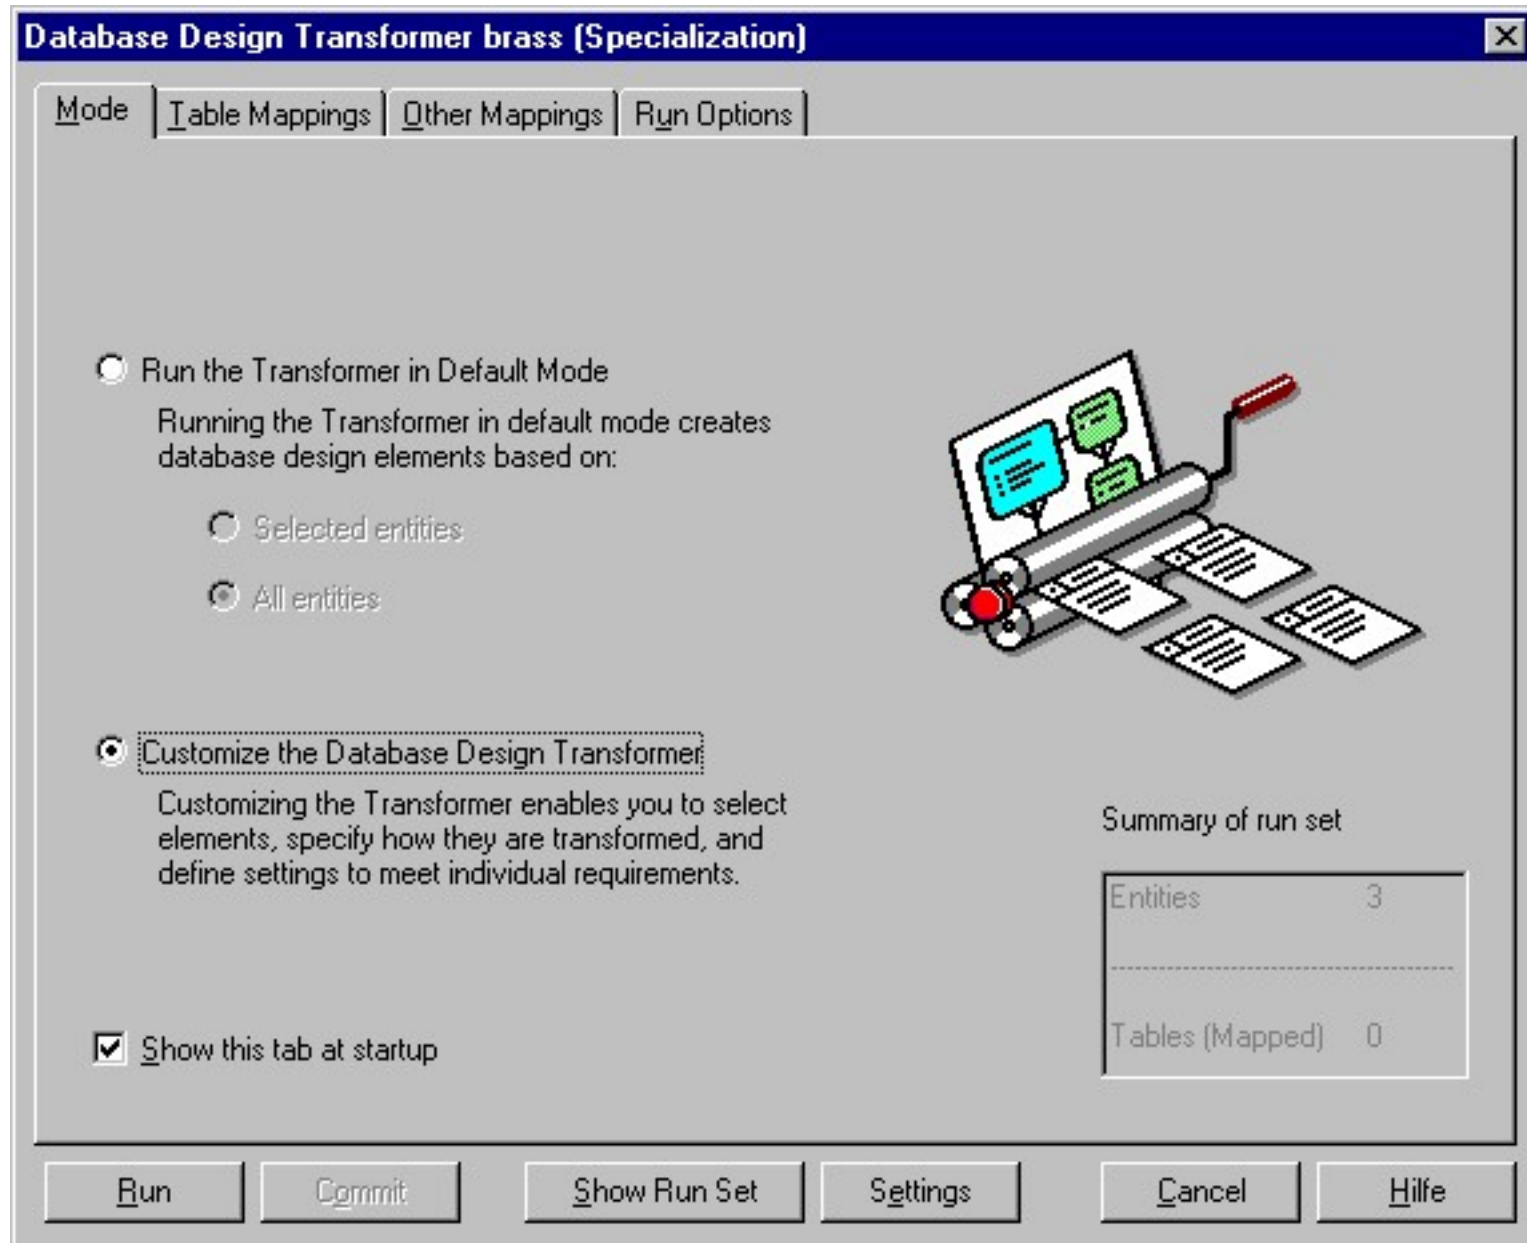 Database Design Transformer brass (Specialization)
Mode Table Mappings Other Mappings Run Options
Run the Transformer in Default Mode
Running the Transformer in default mode creates
database design elements based on:
Selected entities
All entities
Customize the Database Design Transformer
Customizing the Transformer enables you to select
elements, specify how they are transformed, and
define settings to meet individual requirements.
Summary of run set
Entities 3
Tables (Mapped) 0
Show this tab at startup
Run Commit Show Run Set Settings Cancel Hilfe